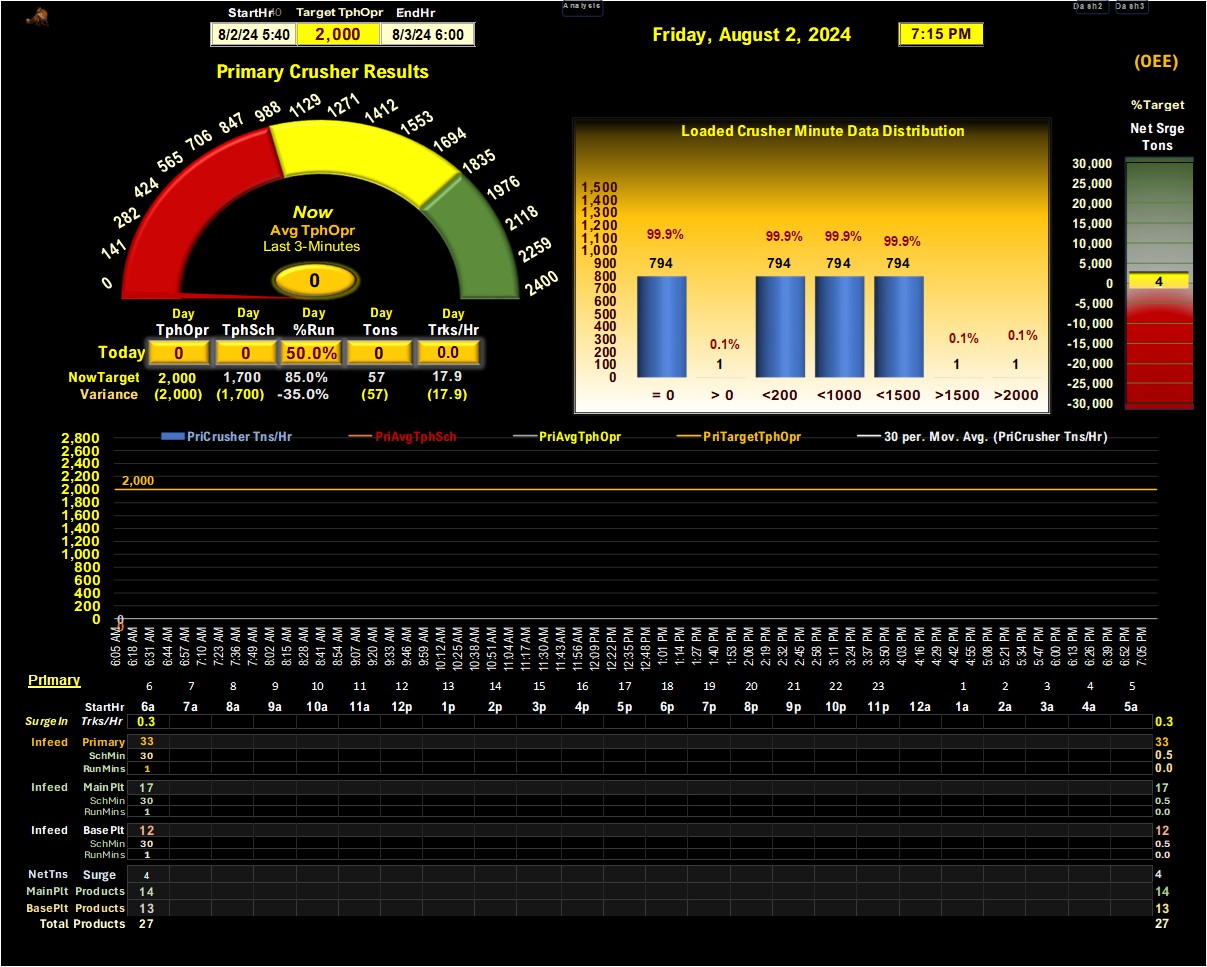 StartHr Target TphOpr EndHr
8/2/24 5:40 2,000 8/3/24 6:00
Analysis
Dash2 Dash3
Friday, August 2, 2024 7:15 PM
(OEE)
Primary Crusher Results
0 141 282 424 565 706 847 988 1129 1271 1412 1553 1694 1835 1976 2118 2259 2400
Now
Avg TphOpr
Last 3-Minutes
0
Day Day Day Day Day
TphOpr TphSch %Run Tons Trks/Hr
Today 0 0 50.0% 0 0.0
NowTarget 2,000 1,700 85.0% 57 17.9
Variance (2,000) (1,700) -35.0% (57) (17.9)
Loaded Crusher Minute Data Distribution
1,500
1,400
1,300
1,200
1,100
1,000
900
800
700
600
500
400
300
200
100
0
99.9% 0.1% 99.9% 99.9% 99.9% 0.1% 0.1%
794 1 794 794 794 1 1
= 0 > 0 <200 <1000 <1500 >1500 >2000
%Target
Net Srge
Tons
30,000
25,000
20,000
15,000
10,000
5,000
0
-5,000
-10,000
-15,000
-20,000
-25,000
-30,000
4
PriCrusher Tns/Hr PriAvgTphSch PriAvgTphOpr PriTargetTphOpr 30 per. Mov. Avg. (PriCrusher Tns/Hr)
2,800
2,600
2,400
2,200
2,000
1,800
1,600
1,400
1,200
1,000
800
600
400
200
0
2,000
0
0
6:05 AM 6:18 AM 6:31 AM 6:44 AM 6:57 AM 7:10 AM 7:23 AM 7:36 AM 7:49 AM 8:02 AM 8:15 AM 8:28 AM 8:41 AM 8:54 AM 9:07 AM 9:20 AM 9:33 AM 9:46 AM 9:59 AM 10:12 AM 10:25 AM 10:38 AM 10:51 AM 11:04 AM 11:17 AM 11:30 AM 11:43 AM 11:56 AM 12:09 PM 12:22 PM 12:35 PM 12:48 PM 1:01 PM 1:14 PM 1:27 PM 1:40 PM 1:53 PM 2:06 PM 2:19 PM 2:32 PM 2:45 PM 2:58 PM 3:11 PM 3:24 PM 3:37 PM 3:50 PM 4:03 PM 4:16 PM 4:29 PM 4:42 PM 4:55 PM 5:08 PM 5:21 PM 5:34 PM 5:47 PM 6:00 PM 6:13 PM 6:26 PM 6:39 PM 6:52 PM 7:05 PM
Primary
6 7 8 9 10 11 12 13 14 15 16 17 18 19 20 21 22 23 1 2 3 4 5
StartHr 6a 7a 8a 9a 10a 11a 12p 1p 2p 3p 4p 5p 6p 7p 8p 9p 10p 11p 12a 1a 2a 3a 4a 5a
SurgeIn Trks/Hr 0.3 0.3
Infeed Primary 33 33
SchMin 30 0.5
RunMins 1 0.0
Infeed MainPlt 17 17
SchMin 30 0.5
RunMins 1 0.0
Infeed BasePlt 12 12
SchMin 30 0.5
RunMins 1 0.0
NetTns Surge 4 4
MainPlt Products 14 14
BasePlt Products 13 13
Total Products 27 27